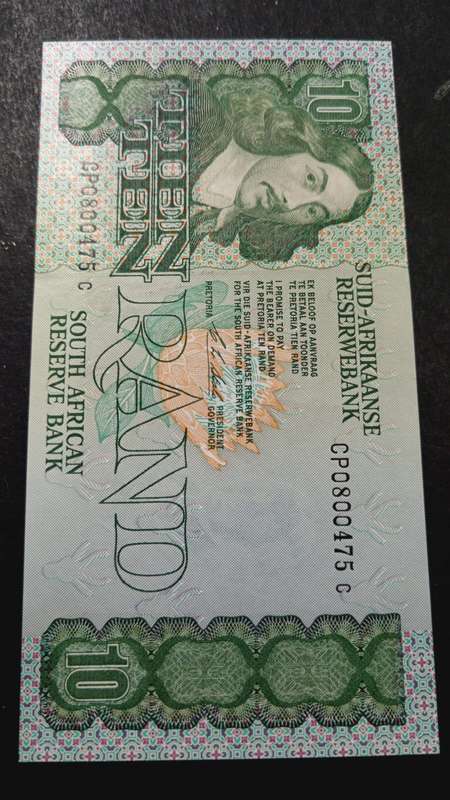 10
SUID-AFRIKAANSE
RESERWEBANK
CP0800475 C
EK BELOOF OP AANVRAAG
TE BETAAL AAN TOONDER
TE PRETORIA TIEN RAND
I PROMISE TO PAY
THE BEARER ON DEMAND
AT PRETORIA TEN RAND
VIR DIE SUID-AFRIKAANSE RESERWEBANK
FOR THE SOUTH AFRICAN RESERVE BANK
PRETORIA
PRESIDENT
GOVERNOR
TIEN
TEN
RAND
CP0800475 C
SOUTH AFRICAN
RESERVE BANK
10